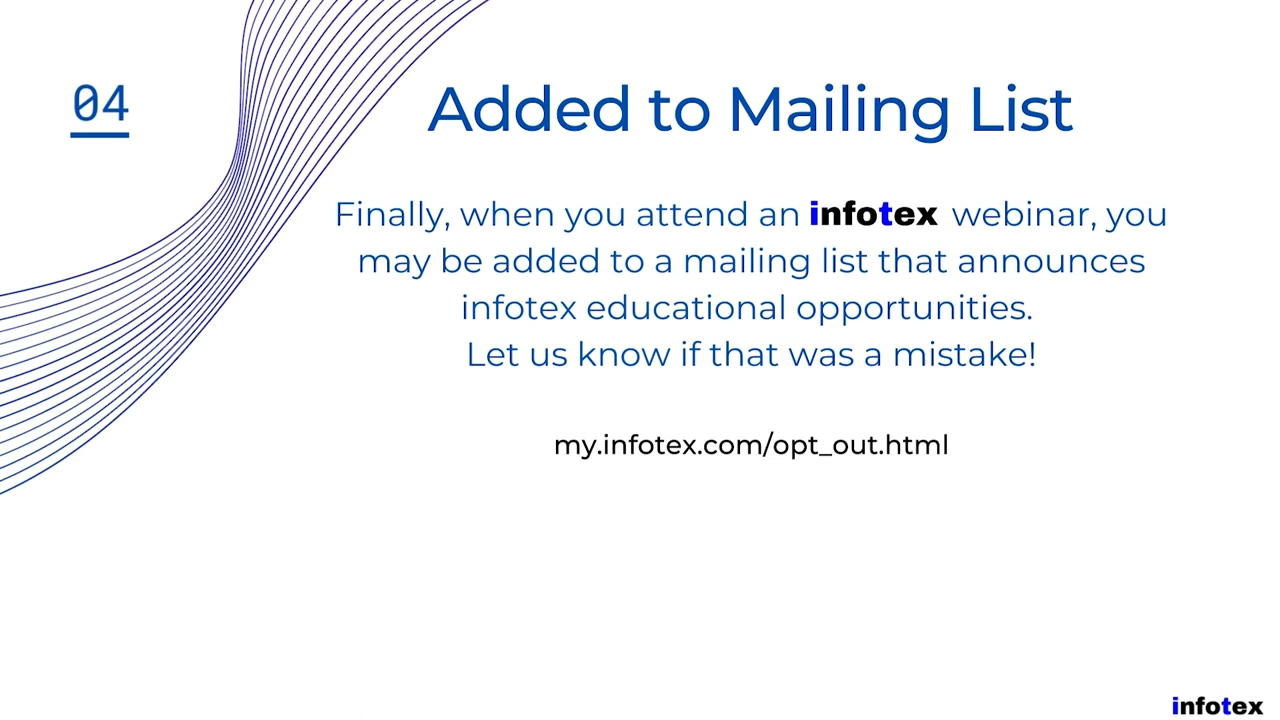 04
Added to Mailing List
Finally, when you attend an infotex webinar, you
may be added to a mailing list that announces
infotex educational opportunities.
Let us know if that was a mistake!
my.infotex.com/opt_out.html
infotex